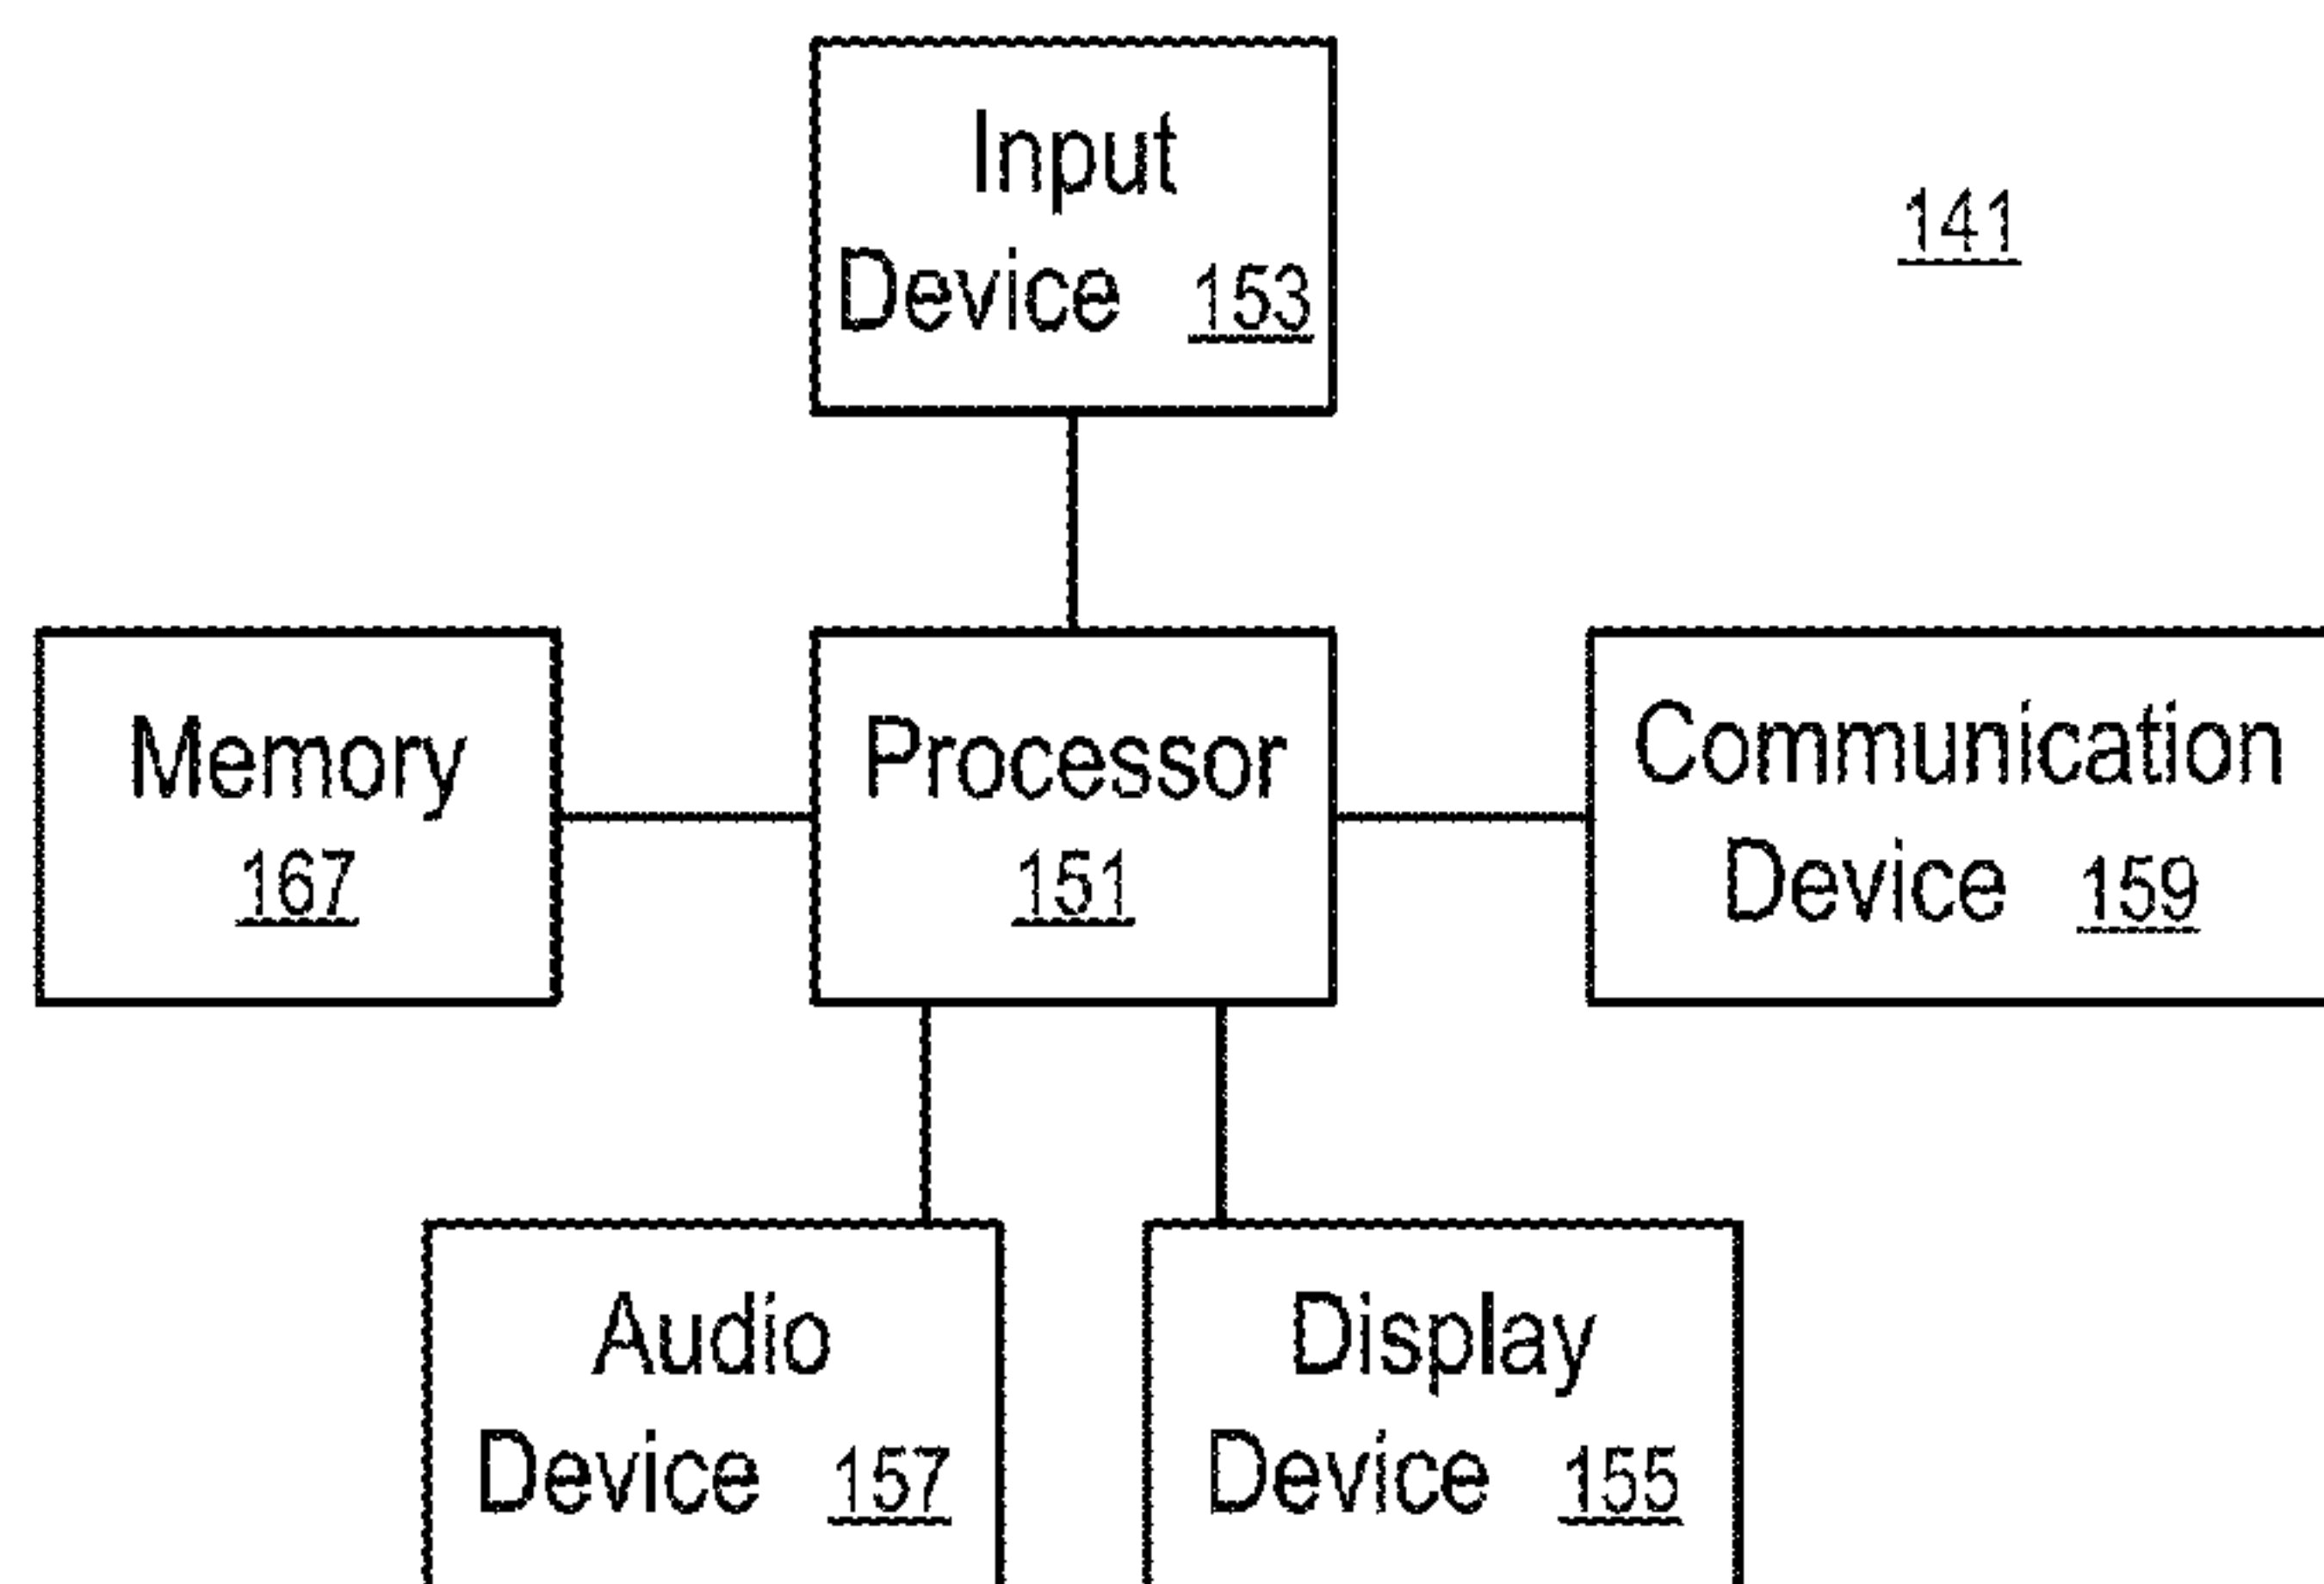 Input
Device 153
141
Memory
167
Processor
151
Communication
Device 159
Audio
Device 157
Display
Device 155